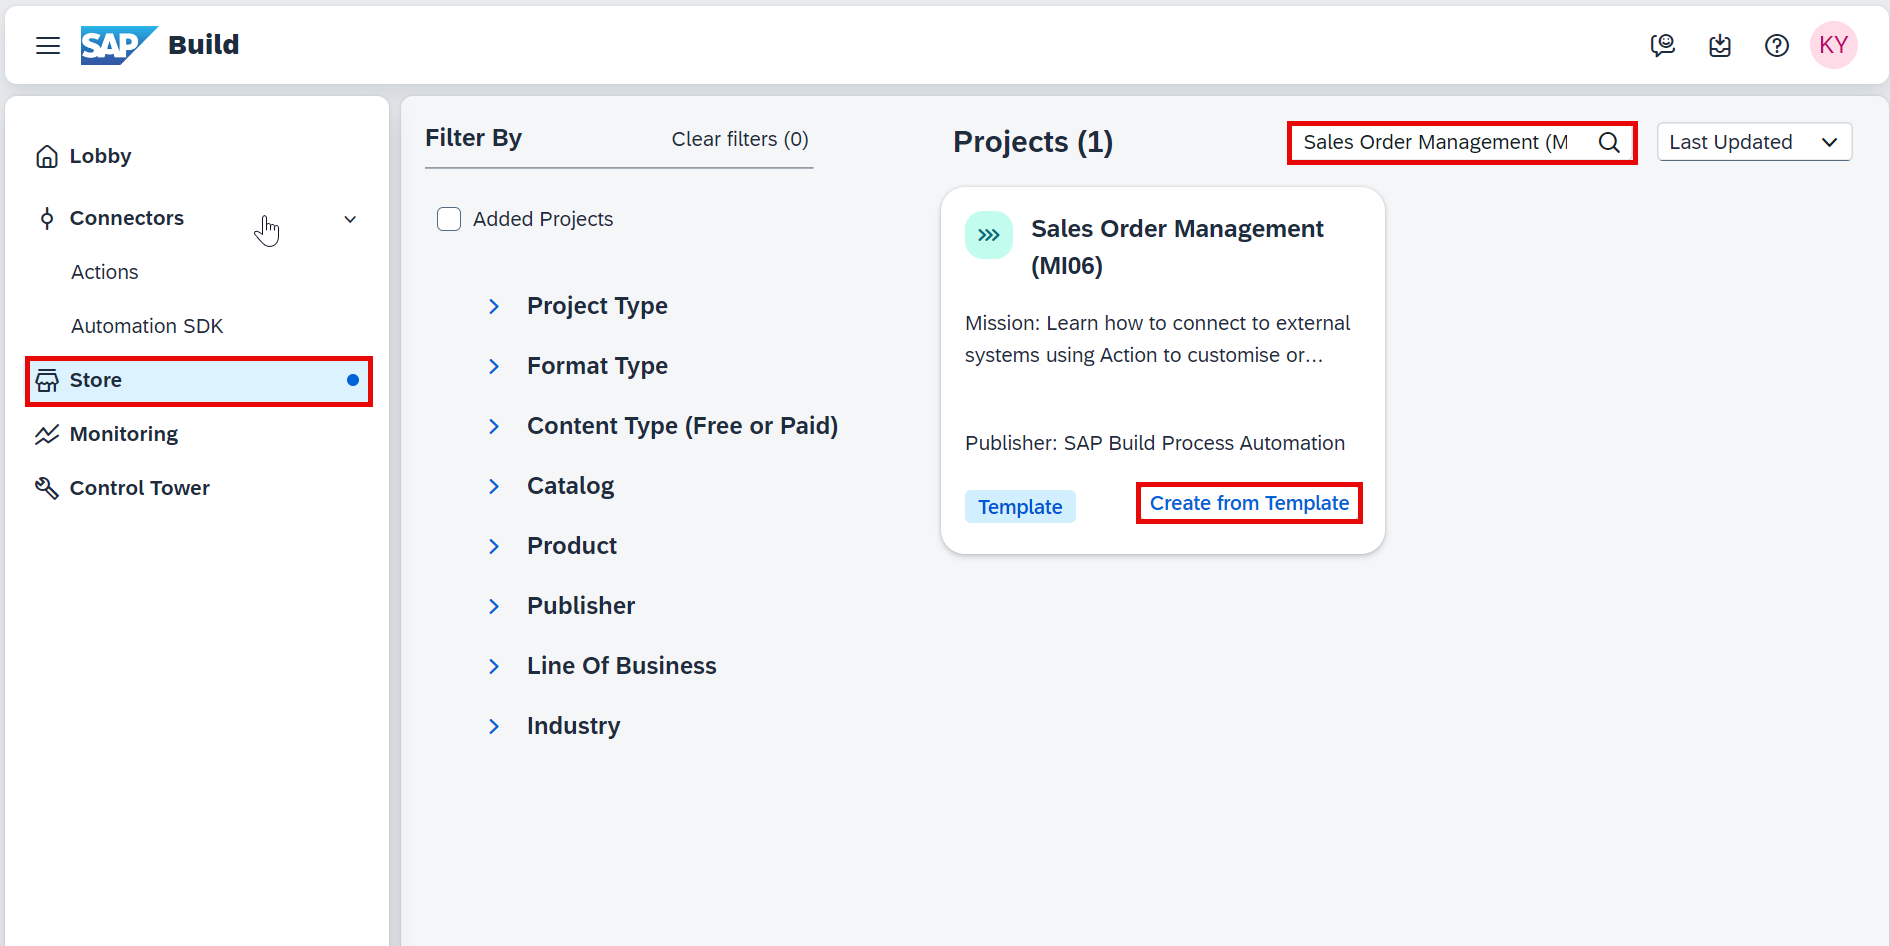 SAP Build
KY
Lobby
Connectors
Actions
Automation SDK
Store
Monitoring
Control Tower
Filter By
Clear filters (0)
Added Projects
Project Type
Format Type
Content Type (Free or Paid)
Catalog
Product
Publisher
Line Of Business
Industry
Projects (1)
Sales Order Management (M
Last Updated
Sales Order Management
(MI06)
Mission: Learn how to connect to external
systems using Action to customise or...
Publisher: SAP Build Process Automation
Template
Create from Template